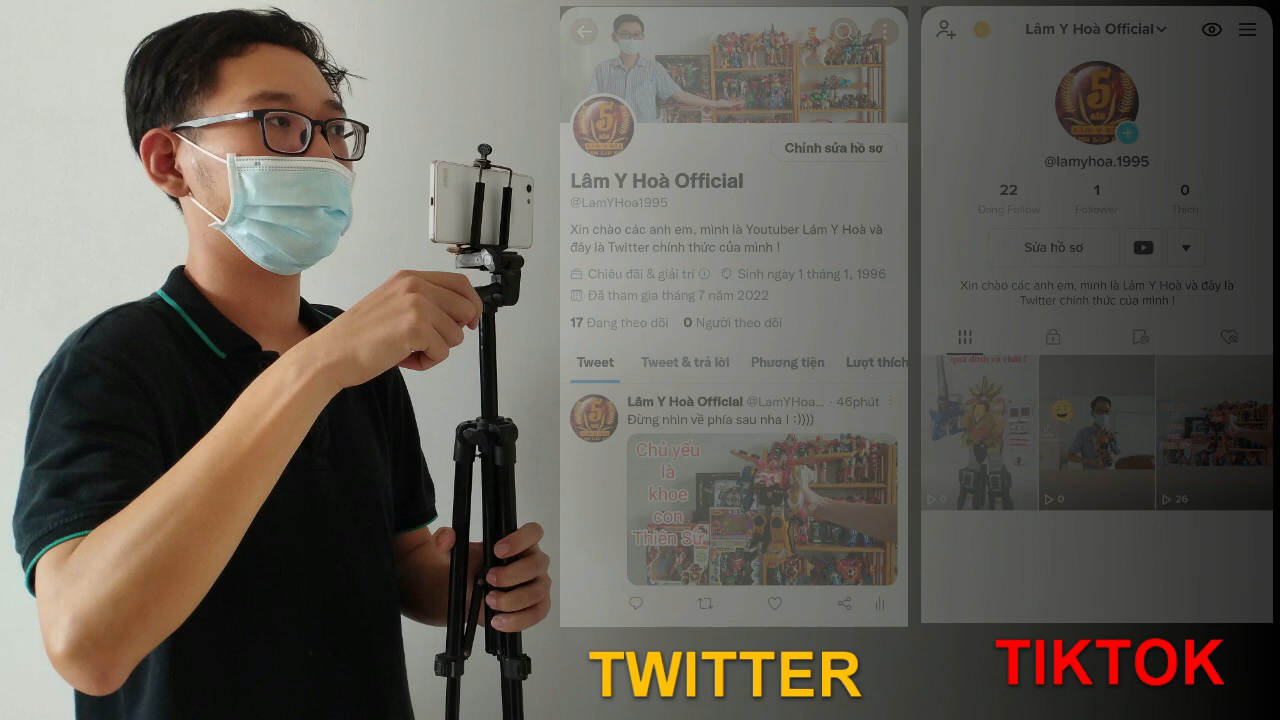 Chỉnh sửa hồ sơ
Lâm Y Hoà Official
@LamYHoa1995
Xin chào các anh em, mình là Youtuber Lâm Y Hoà và
đây là Twitter chính thức của mình !
Chiêu đãi & giải trí
Sinh ngày 1 tháng 1, 1996
Đã tham gia tháng 7 năm 2022
17 Đang theo dõi 0 Người theo dõi
Tweet Tweet & trả lời Phương tiện Lượt thích
Lâm Y Hoà Official @LamYHoa... · 46phút
Đừng nhìn về phía sau nha ! :))))
Chủ yếu
là
khoe
con
Thiên Sứ
TWITTER
Lâm Y Hoà Official
5
NĂM
@lamyhoa.1995
22 1 0
Đang Follow Follower Thích
Sửa hồ sơ
Xin chào các anh em, mình là Lâm Y Hoà và đây là
Twitter chính thức của mình !
quá đỉnh và chất !
0 0 26
TIKTOK